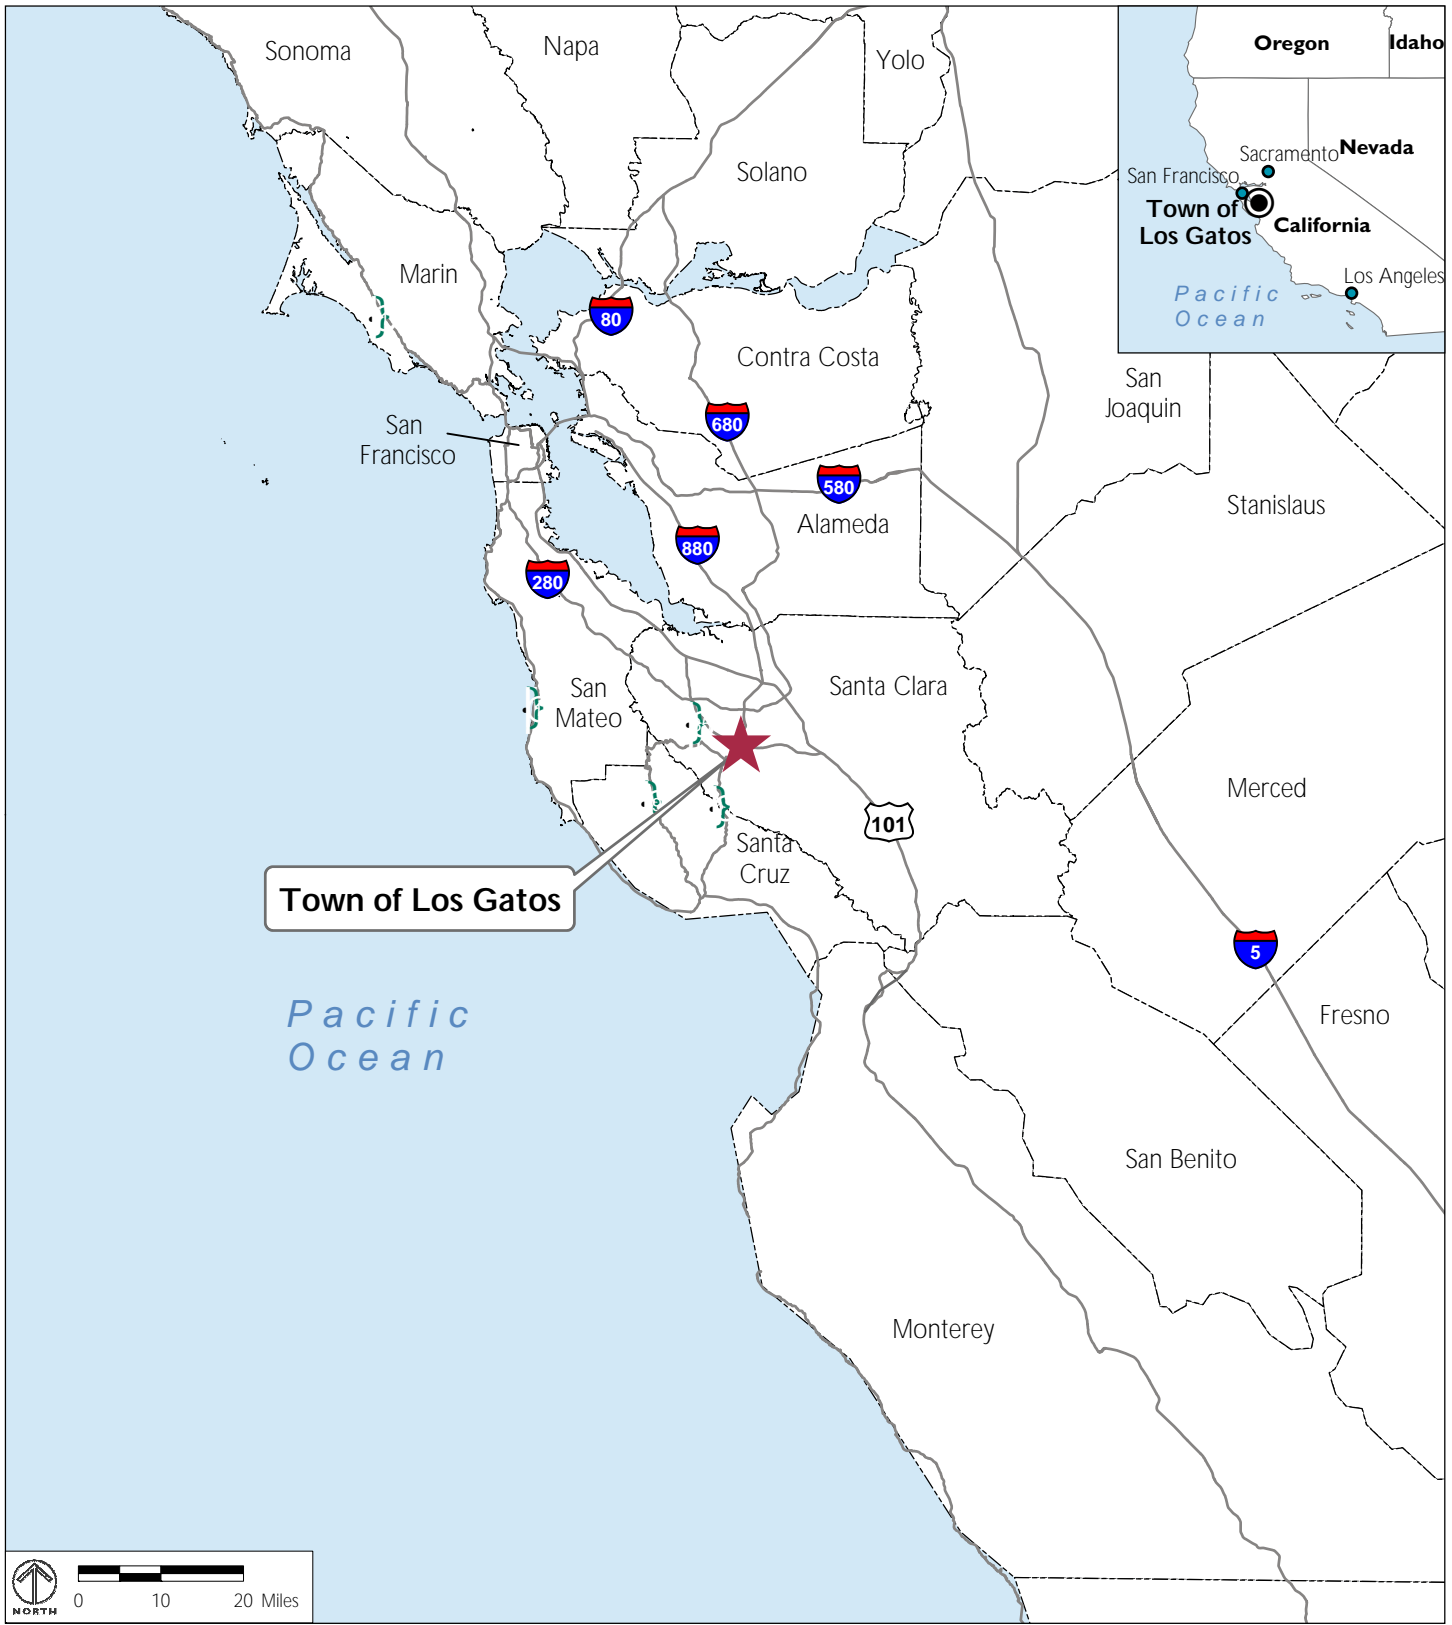 Sonoma
Napa
Yolo
Solano
Marin
80
Contra Costa
San
Francisco
680
580
Alameda
880
280
San
Joaquin
Stanislaus
San
Mateo
Santa Clara
Merced
101
Santa
Cruz
Town of Los Gatos
5
Fresno
Pacific
Ocean
San Benito
Monterey
Oregon
Idaho
Nevada
Sacramento
San Francisco
Town of
Los Gatos
California
Los Angeles
Pacific
Ocean
NORTH
0 10 20 Miles